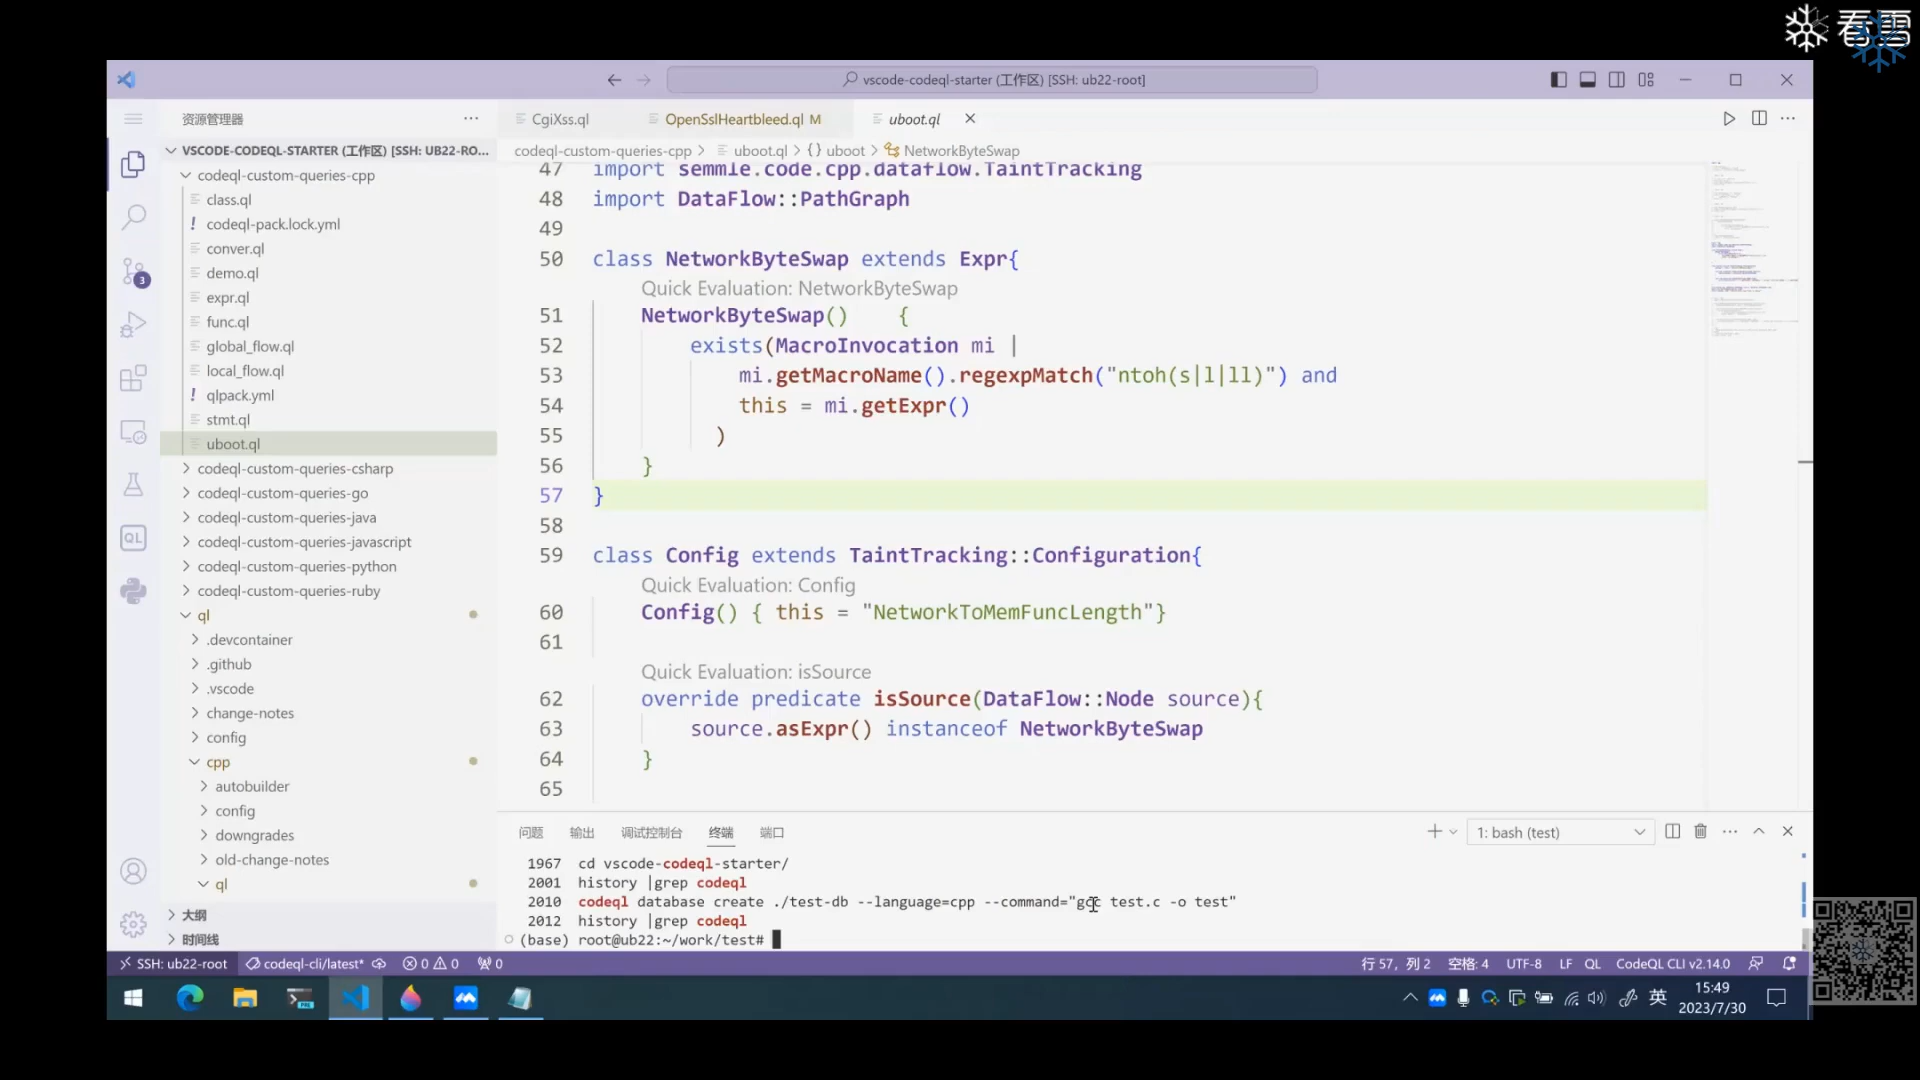 看雪
vscode-codeql-starter (工作区) [SSH: ub22-root]
资源管理器
CgiXss.ql
OpenSslHeartbleed.ql M
uboot.ql
VSCODE-CODEQL-STARTER (工作区) [SSH: UB22-RO...
codeql-custom-queries-cpp > uboot.ql > {} uboot > NetworkByteSwap
codeql-custom-queries-cpp
class.ql
! codeql-pack.lock.yml
conver.ql
demo.ql
expr.ql
func.ql
global_flow.ql
local_flow.ql
! qlpack.yml
stmt.ql
uboot.ql
codeql-custom-queries-csharp
codeql-custom-queries-go
codeql-custom-queries-java
codeql-custom-queries-javascript
codeql-custom-queries-python
codeql-custom-queries-ruby
ql
.devcontainer
.github
.vscode
change-notes
config
cpp
autobuilder
config
downgrades
old-change-notes
ql
大纲
时间线
3
QL
47 import semmle.code.cpp.dataflow.TaintTracking
48 import DataFlow::PathGraph
49
50 class NetworkByteSwap extends Expr{
Quick Evaluation: NetworkByteSwap
51 NetworkByteSwap() {
52 exists(MacroInvocation mi |
53 mi.getMacroName().regexpMatch("ntoh(s|l|ll)") and
54 this = mi.getExpr()
55 )
56 }
57 }
58
59 class Config extends TaintTracking::Configuration{
Quick Evaluation: Config
60 Config() { this = "NetworkToMemFuncLength"}
61
Quick Evaluation: isSource
62 override predicate isSource(DataFlow::Node source){
63 source.asExpr() instanceof NetworkByteSwap
64 }
65
问题 输出 调试控制台 终端 端口
1: bash (test)
1967 cd vscode-codeql-starter/
2001 history |grep codeql
2010 codeql database create ./test-db --language=cpp --command="gcc test.c -o test"
2012 history |grep codeql
(base) root@ub22:~/work/test#
SSH: ub22-root codeql-cli/latest* 0 0 0
行 57，列 2 空格: 4 UTF-8 LF QL CodeQL CLI v2.14.0
英
15:49
2023/7/30